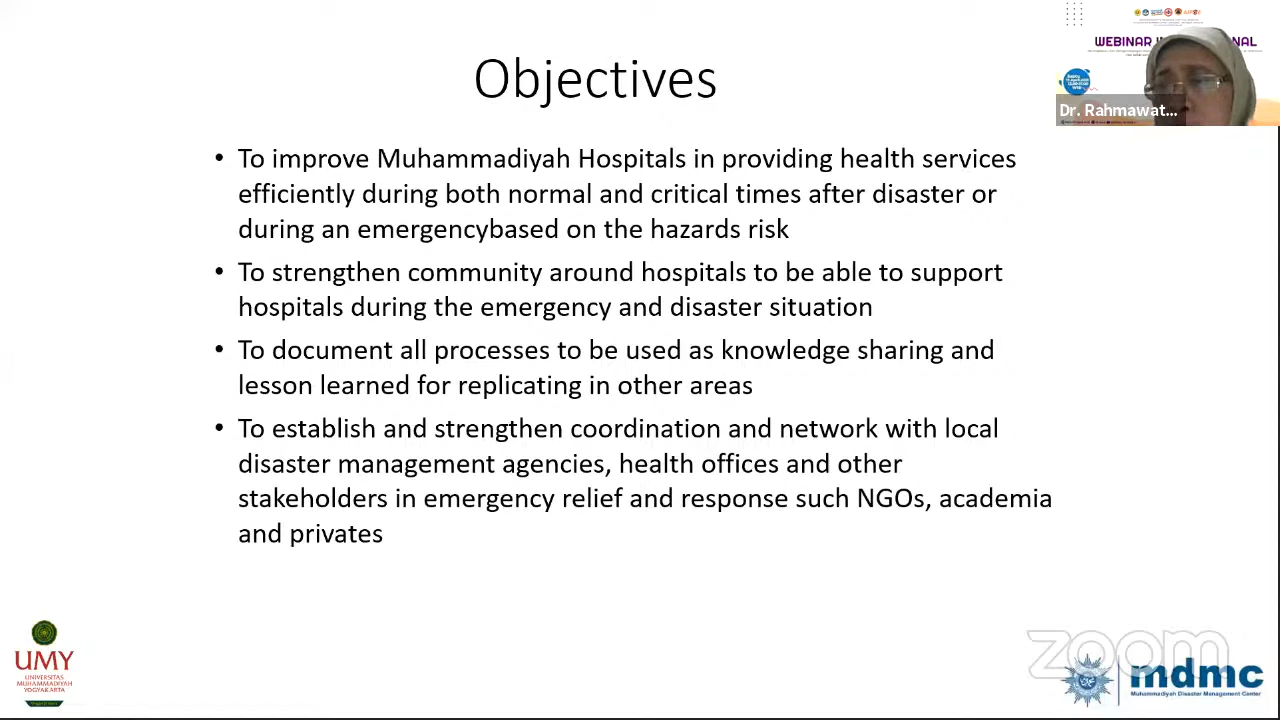 WEBINAR
NAL
Dr. Rahmawat...
Objectives
• To improve Muhammadiyah Hospitals in providing health services
efficiently during both normal and critical times after disaster or
during an emergencybased on the hazards risk
• To strengthen community around hospitals to be able to support
hospitals during the emergency and disaster situation
• To document all processes to be used as knowledge sharing and
lesson learned for replicating in other areas
• To establish and strengthen coordination and network with local
disaster management agencies, health offices and other
stakeholders in emergency relief and response such NGOs, academia
and privates
UMY
UNIVERSITAS
MUHAMMADIYAH
YOGYAKARTA
zoom
mdmc
Muhammadiyah Disaster Management Center